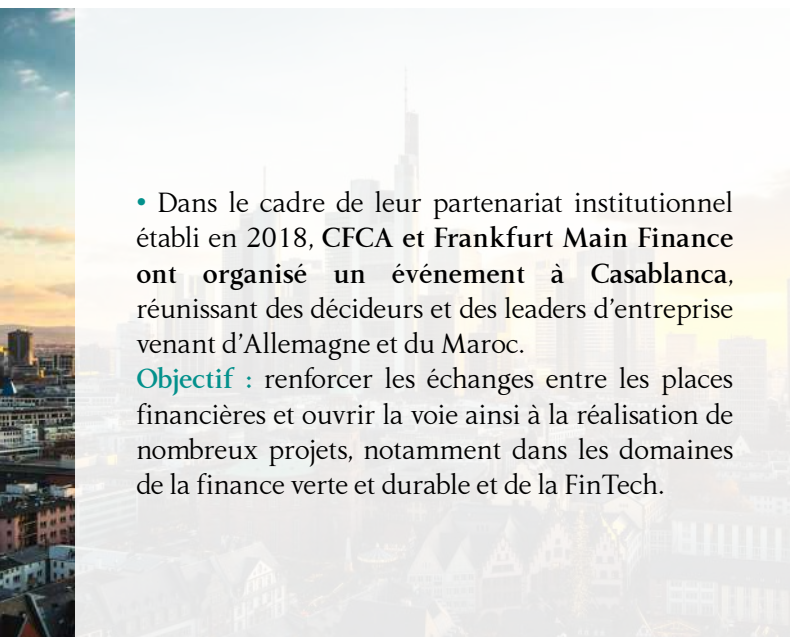 • Dans le cadre de leur partenariat institutionnel
établi en 2018, CFCA et Frankfurt Main Finance
ont organisé un événement à Casablanca,
réunissant des décideurs et des leaders d’entreprise
venant d’Allemagne et du Maroc.
Objectif : renforcer les échanges entre les places
financières et ouvrir la voie ainsi à la réalisation de
nombreux projets, notamment dans les domaines
de la finance verte et durable et de la FinTech.